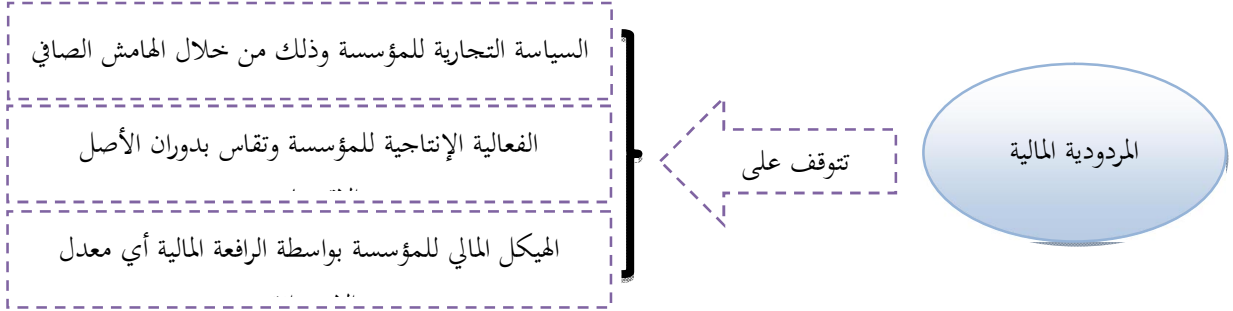 المردودية المالية
تتوقف على
السياسة التجارية للمؤسسة وذلك من خلال الهامش الصافي
الفعالية الإنتاجية للمؤسسة وتقاس بدوران الأصل
الهيكل المالي للمؤسسة بواسطة الرافعة المالية أي معدل